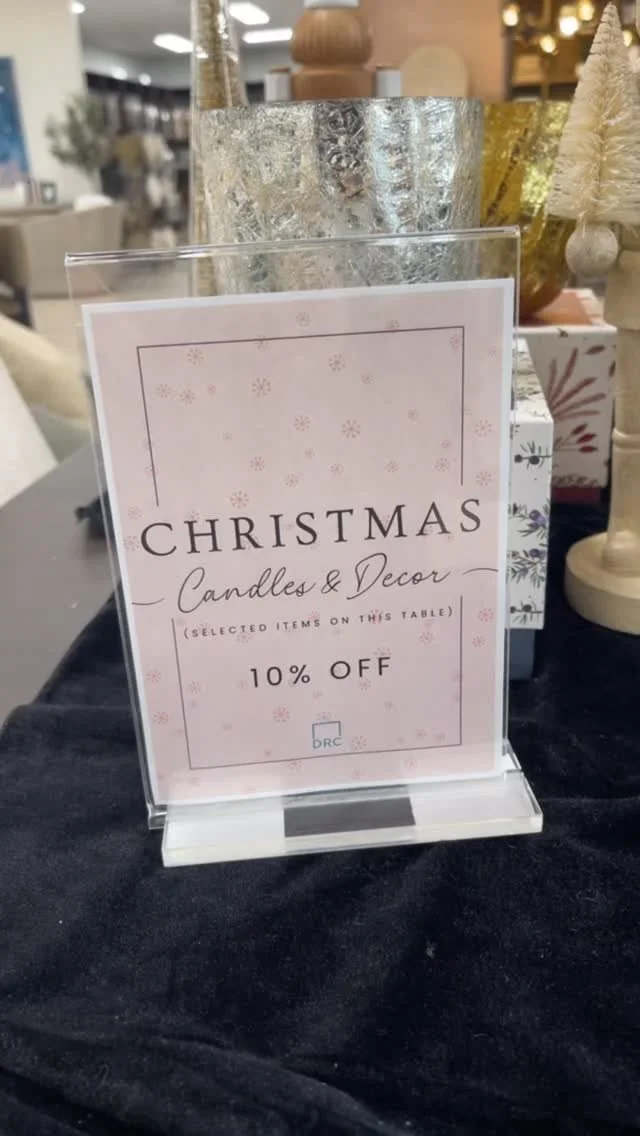 CHRISTMAS
Candles & Decor
(SELECTED ITEMS ON THIS TABLE)
10% OFF
DRC